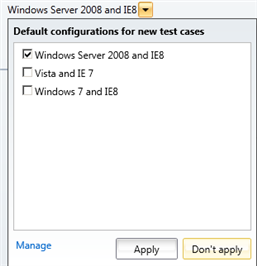 Windows Server 2008 and IE8
Default configurations for new test cases
Windows Server 2008 and IE8
Vista and IE 7
Windows 7 and IE8
Manage
Apply
Don't apply